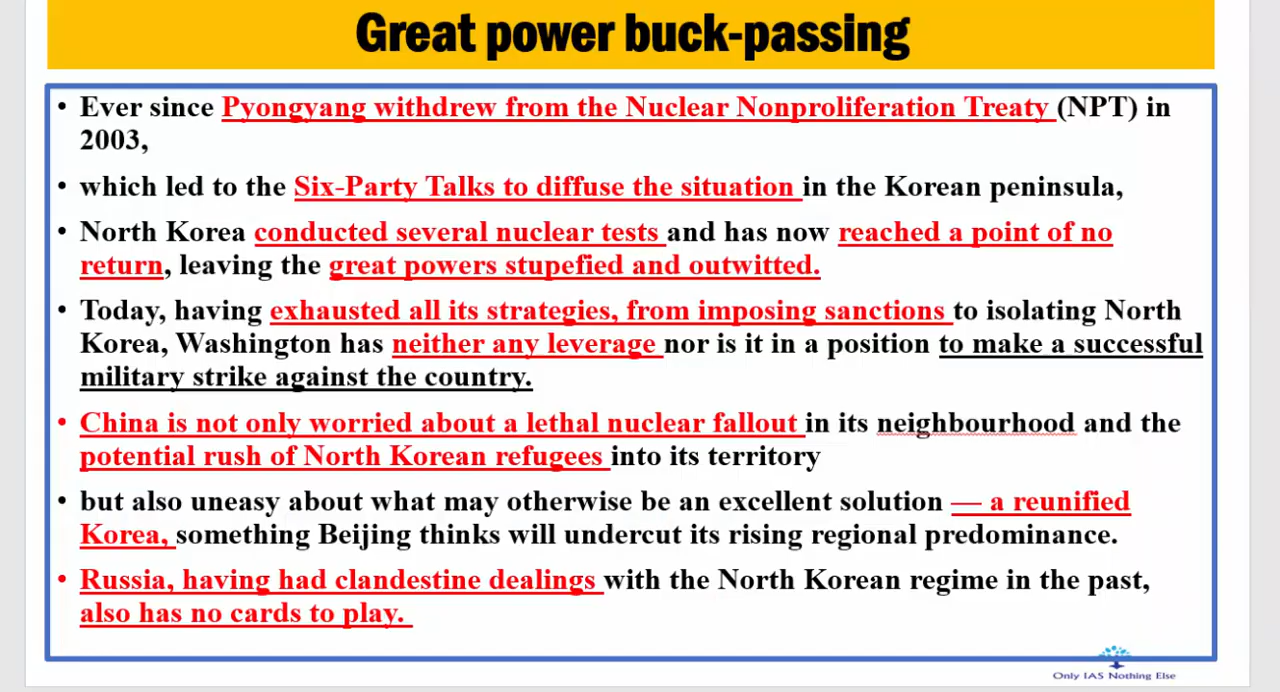 Great power buck-passing
• Ever since Pyongyang withdrew from the Nuclear Nonproliferation Treaty (NPT) in
2003,
• which led to the Six-Party Talks to diffuse the situation in the Korean peninsula,
• North Korea conducted several nuclear tests and has now reached a point of no
return, leaving the great powers stupefied and outwitted.
• Today, having exhausted all its strategies, from imposing sanctions to isolating North
Korea, Washington has neither any leverage nor is it in a position to make a successful
military strike against the country.
• China is not only worried about a lethal nuclear fallout in its neighbourhood and the
potential rush of North Korean refugees into its territory
• but also uneasy about what may otherwise be an excellent solution — a reunified
Korea, something Beijing thinks will undercut its rising regional predominance.
• Russia, having had clandestine dealings with the North Korean regime in the past,
also has no cards to play.
Only IAS Nothing Else